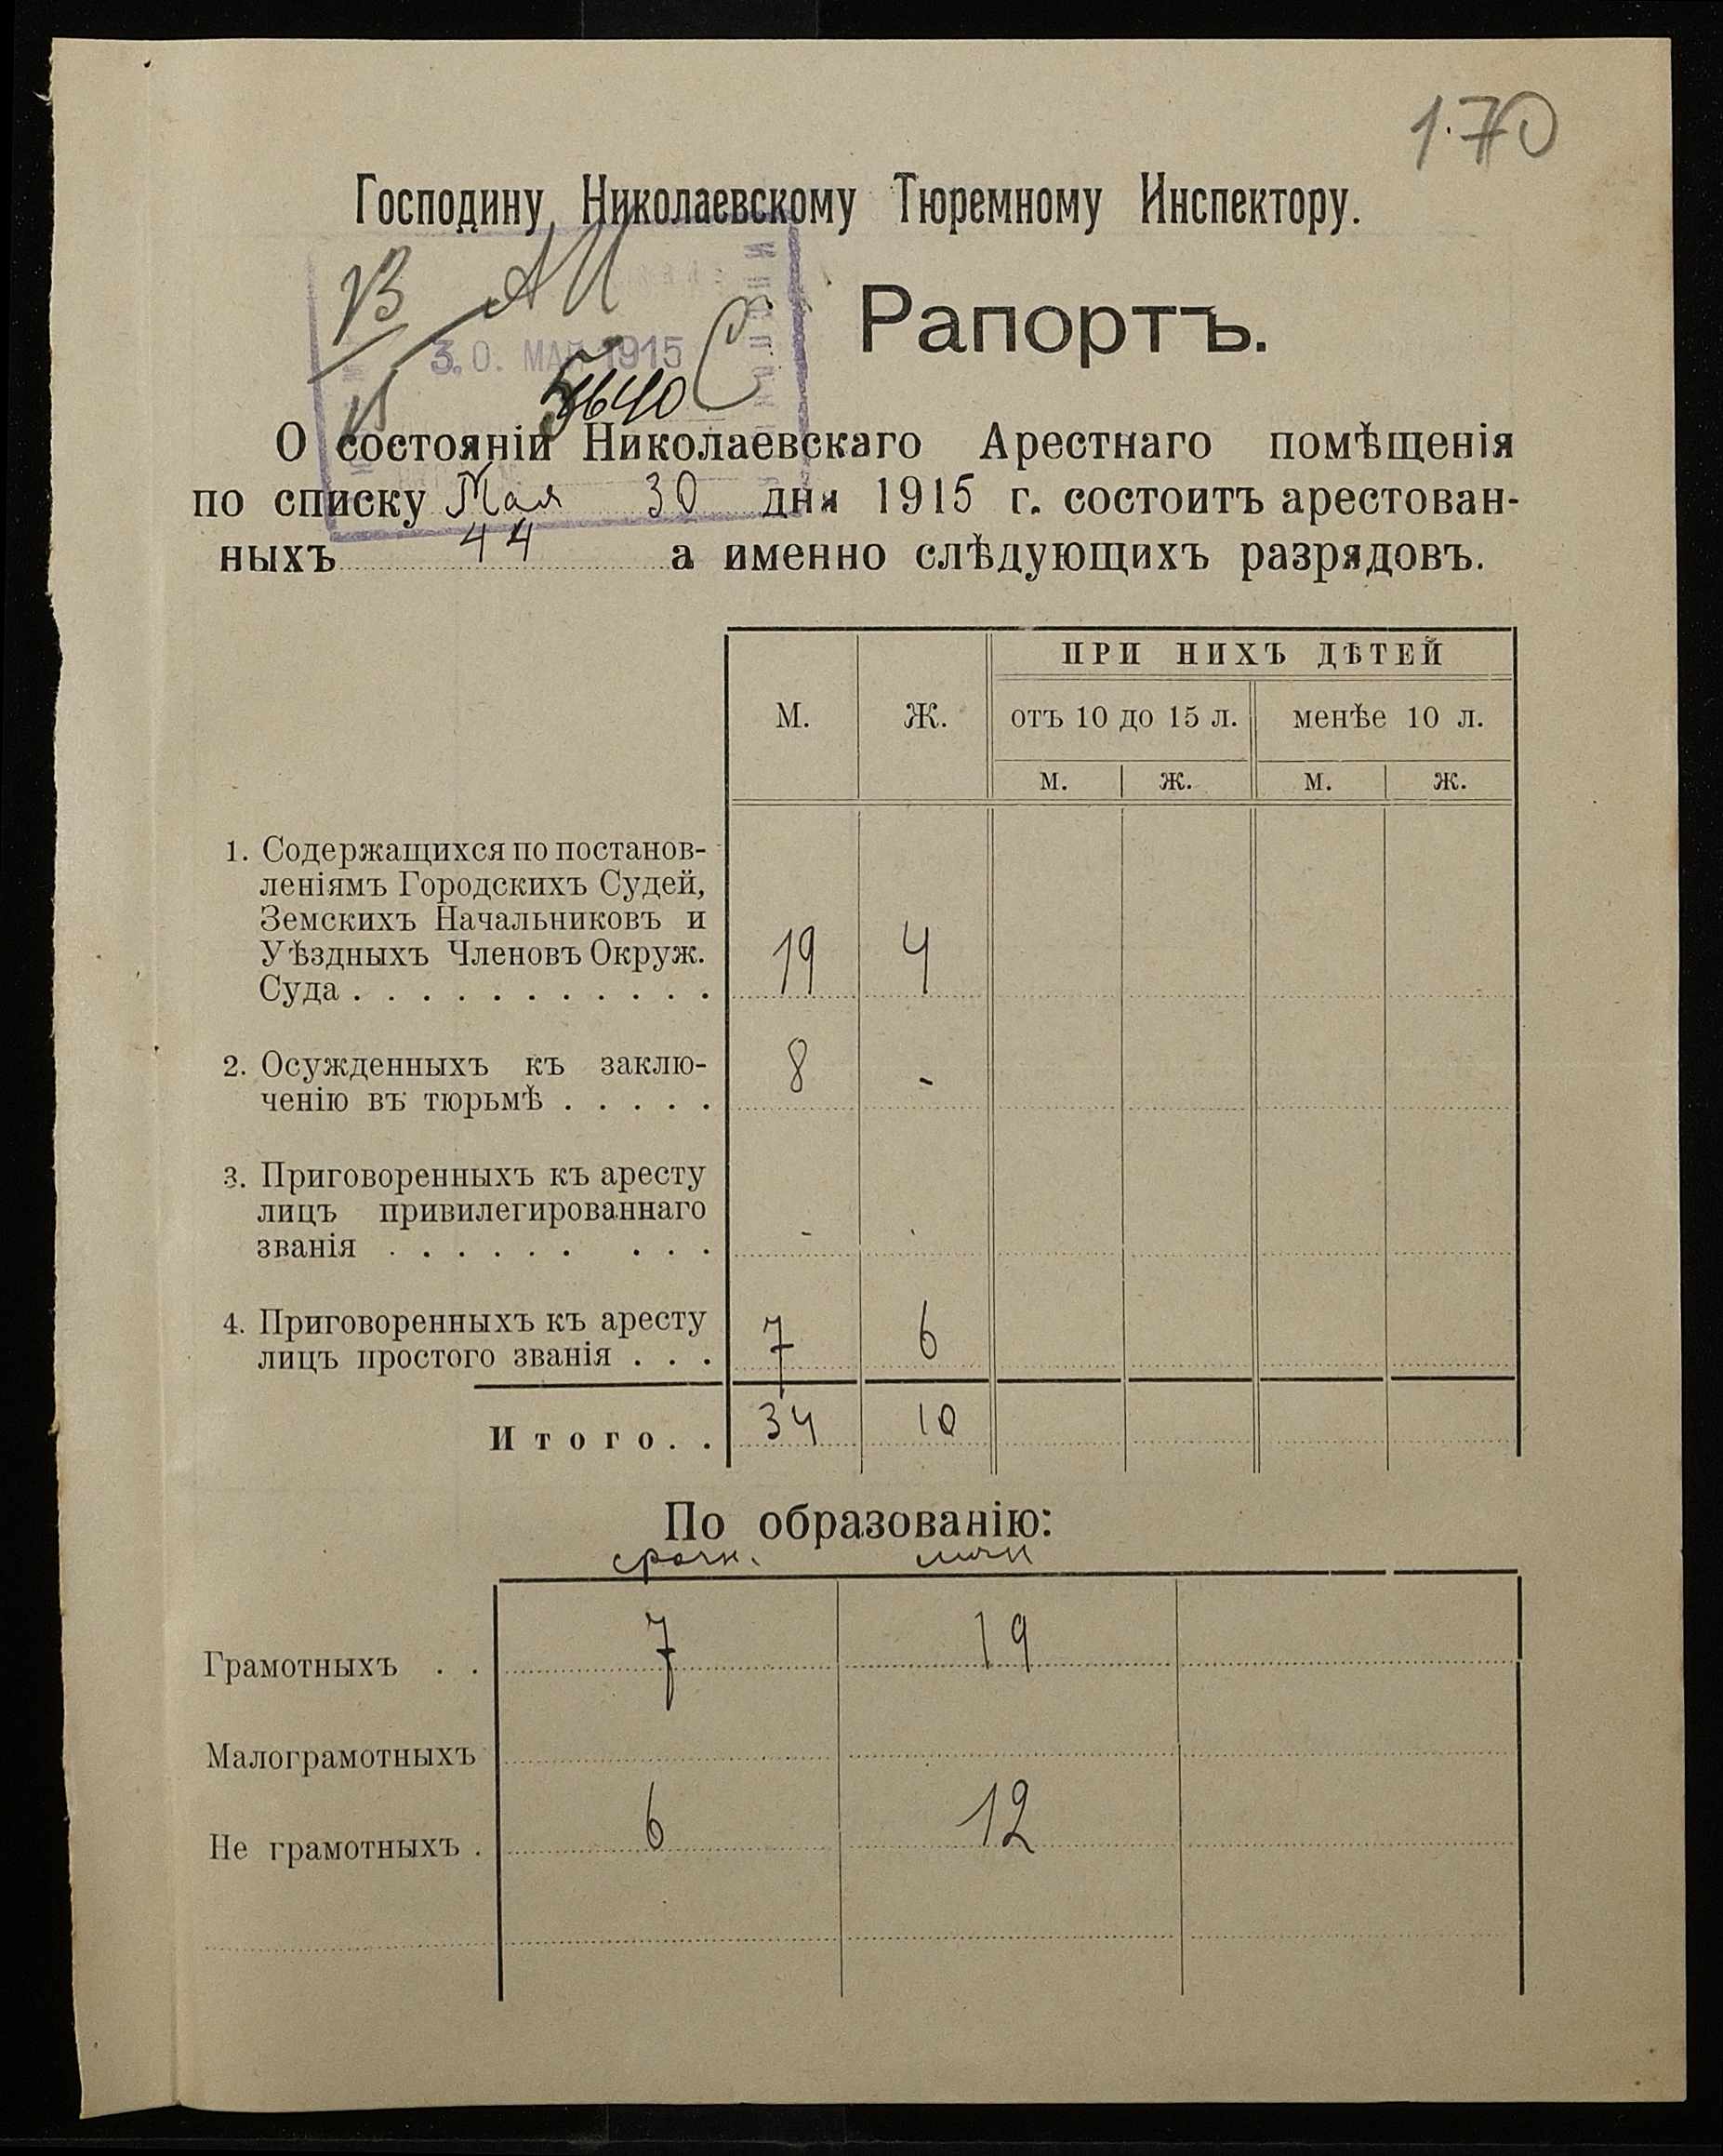 170
Господину Николаевскому Тюремному Инспектору.
30. МАЯ 1915
Рапортъ.
О состояніи Николаевскаго Арестнаго помѣщенія
по списку Мая 30 дня 1915 г. состоитъ арестован-
ныхъ 44 а именно слѣдующихъ разрядовъ.
ПРИ НИХЪ ДѢТЕЙ
М. Ж. отъ 10 до 15 л. менѣе 10 л.
м. ж. м. ж.
1. Содержащихся по постанов-
леніямъ Городскихъ Судей,
Земскихъ Начальниковъ и
Уѣздныхъ Членовъ Окруж.
Суда . . . . . . . . . . . 19 4
2. Осужденныхъ къ заклю-
ченію въ тюрьмѣ . . . . . 8 -
3. Приговоренныхъ къ аресту
лицъ привилегированнаго
званія . . . . . . . . . - -
4. Приговоренныхъ къ аресту
лицъ простого званія . . . 7 6
Итого. . 34 10
По образованію:
срочн.
Грамотныхъ . . 7 19
Малограмотныхъ
Не грамотныхъ . 6 12